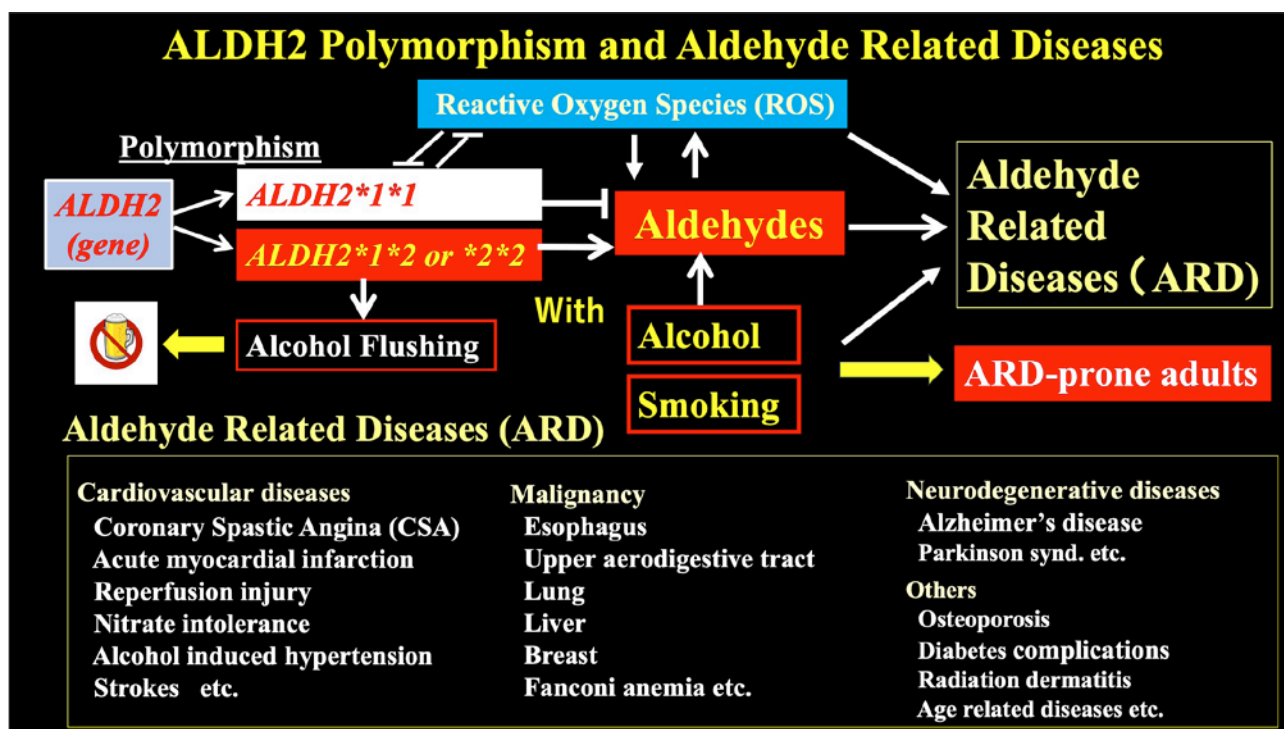 ALDH2 Polymorphism and Aldehyde Related Diseases
Reactive Oxygen Species (ROS)
Polymorphism
ALDH2
(gene)
ALDH2*1*1
ALDH2*1*2 or *2*2
Aldehydes
Aldehyde
Related
Diseases (ARD)
Alcohol Flushing
With
Alcohol
Smoking
ARD-prone adults
Aldehyde Related Diseases (ARD)
Cardiovascular diseases
Coronary Spastic Angina (CSA)
Acute myocardial infarction
Reperfusion injury
Nitrate intolerance
Alcohol induced hypertension
Strokes etc.
Malignancy
Esophagus
Upper aerodigestive tract
Lung
Liver
Breast
Fanconi anemia etc.
Neurodegenerative diseases
Alzheimer's disease
Parkinson synd. etc.
Others
Osteoporosis
Diabetes complications
Radiation dermatitis
Age related diseases etc.